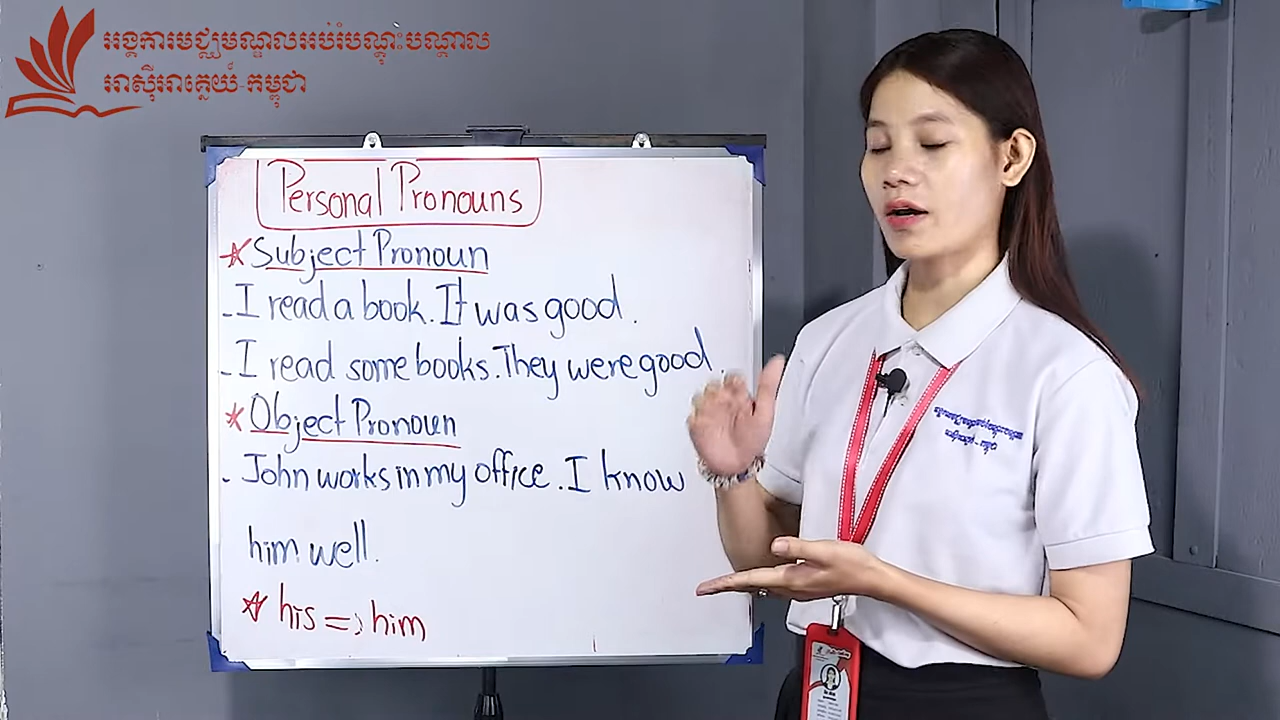 អង្គការមជ្ឈមណ្ឌលអប់រំបណ្តុះបណ្តាល
អាស៊ីអាគ្នេយ៍-កម្ពុជា
Personal Pronouns
* Subject Pronoun
- I read a book. It was good.
- I read some books. They were good.
* Object Pronoun
- John works in my office. I know
him well.
* his => him